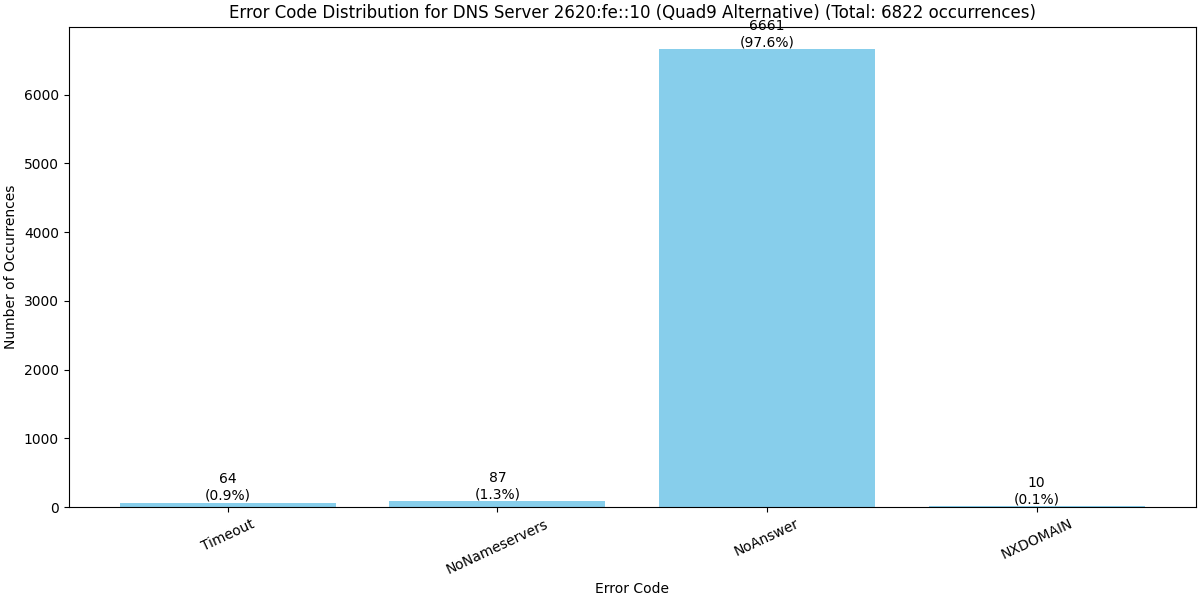 Error Code Distribution for DNS Server 2620:fe::10 (Quad9 Alternative) (Total: 6822 occurrences)
Number of Occurrences
6000
5000
4000
3000
2000
1000
0
64
(0.9%)
87
(1.3%)
6661
(97.6%)
10
(0.1%)
Timeout
NoNameservers
NoAnswer
NXDOMAIN
Error Code